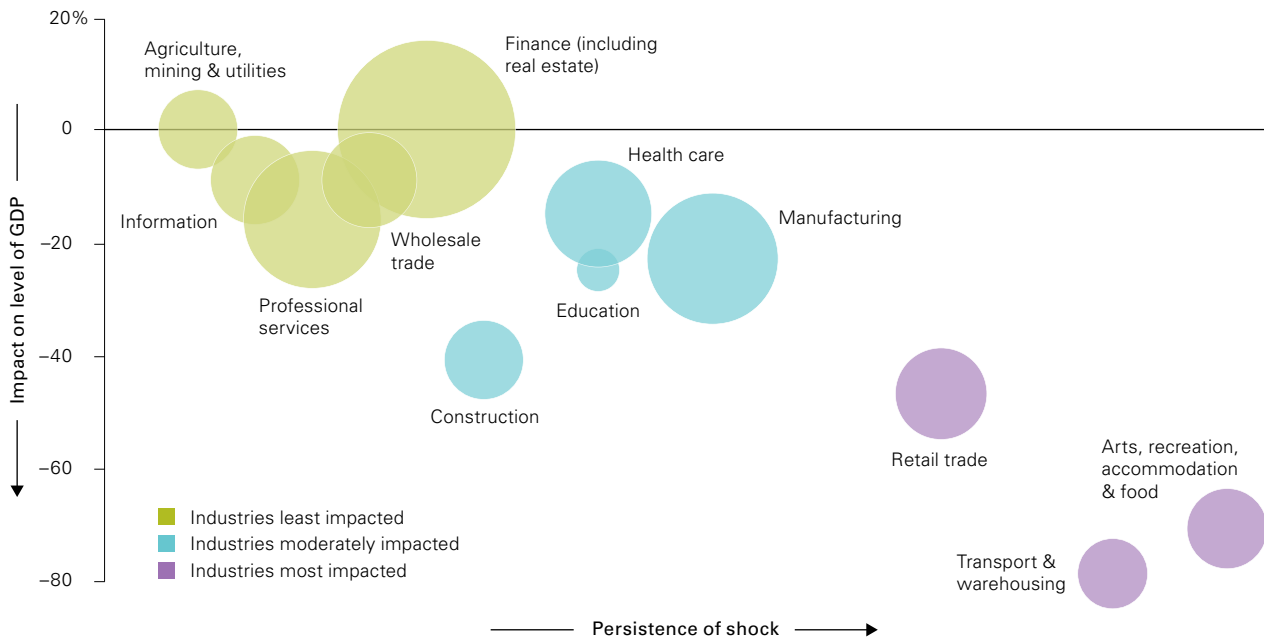 20%
0
−20
−40
−60
−80
Impact on level of GDP
Agriculture,
mining & utilities
Finance (including
real estate)
Information
Professional
services
Wholesale
trade
Health care
Education
Manufacturing
Construction
Retail trade
Arts, recreation,
accommodation
& food
Transport &
warehousing
Industries least impacted
Industries moderately impacted
Industries most impacted
Persistence of shock